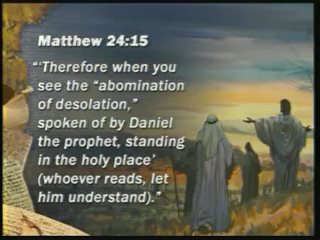 Matthew 24:15
“‘Therefore when you
see the “abomination
of desolation,”
spoken of by Daniel
the prophet, standing
in the holy place’
(whoever reads, let
him understand).”